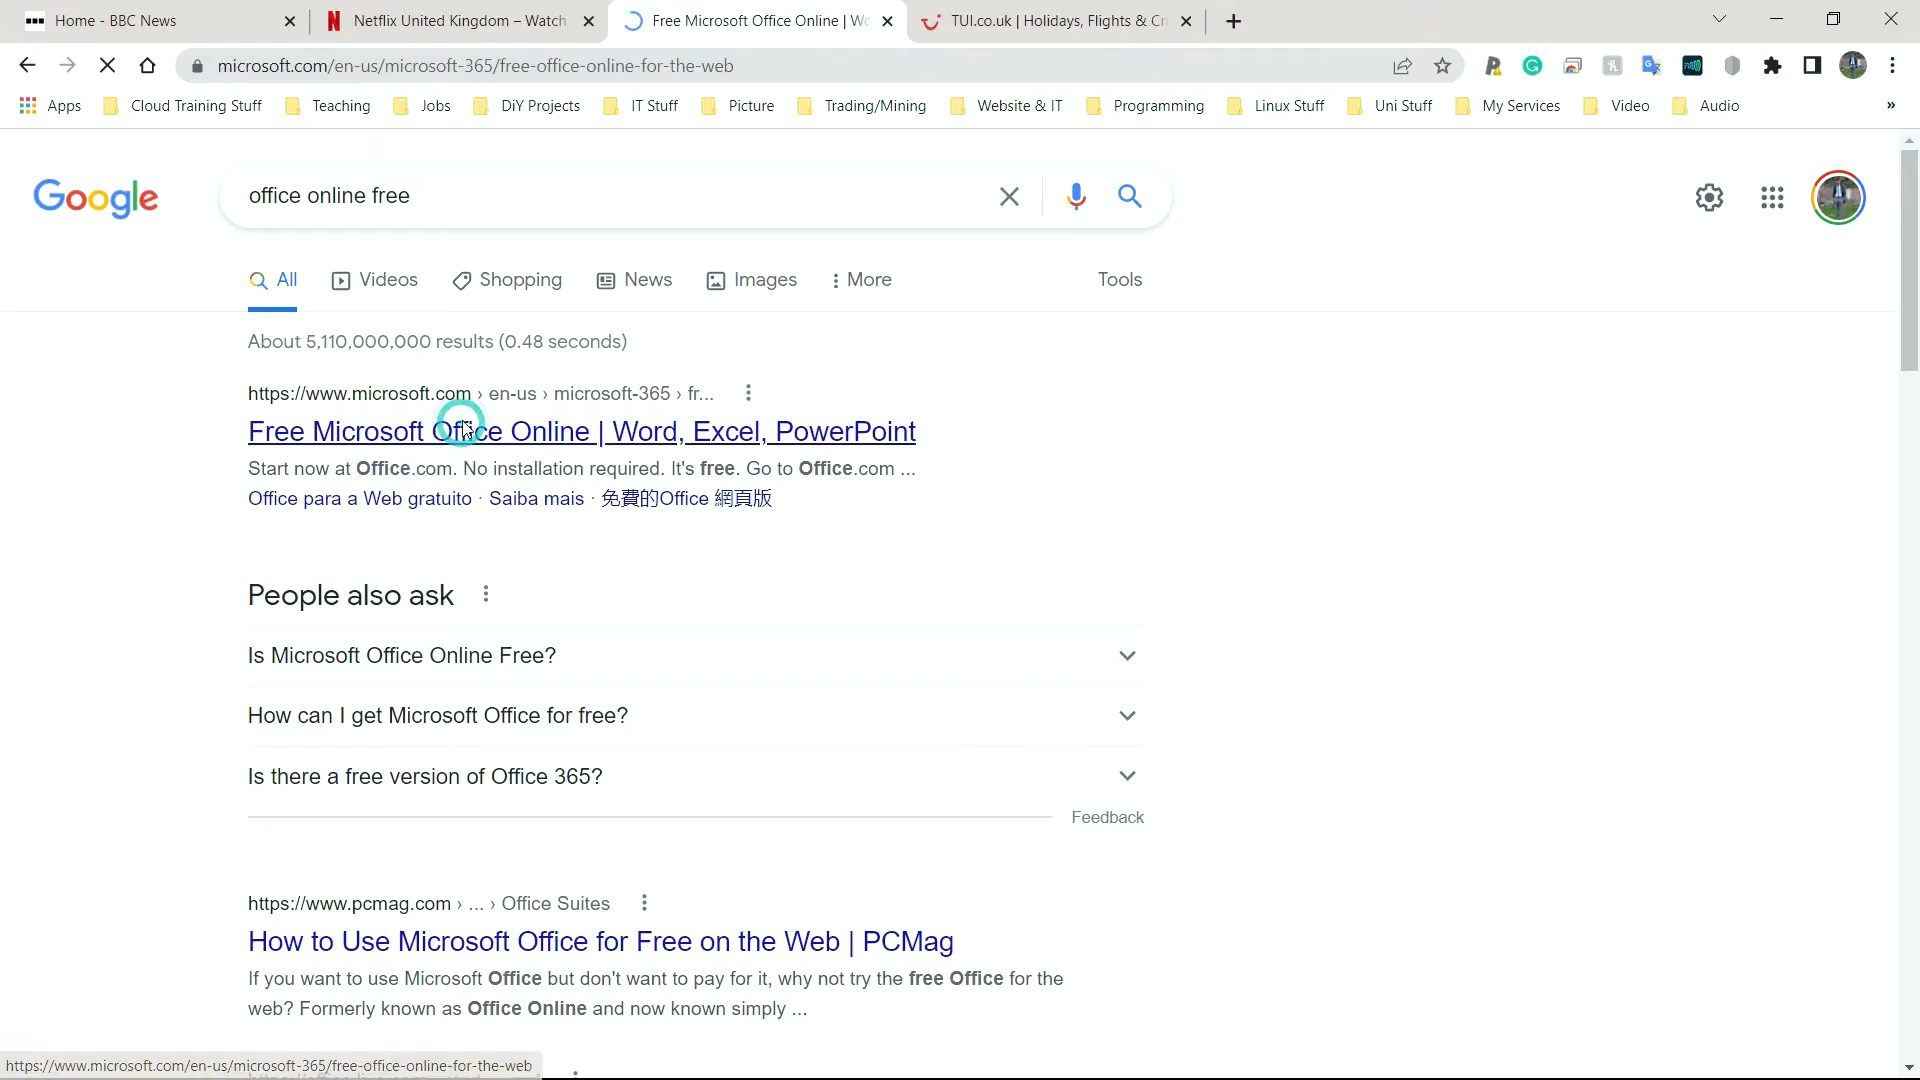 Home - BBC News
Netflix United Kingdom – Watch
Free Microsoft Office Online | Wo
TUI.co.uk | Holidays, Flights & Cr
microsoft.com/en-us/microsoft-365/free-office-online-for-the-web
Apps
Cloud Training Stuff
Teaching
Jobs
DiY Projects
IT Stuff
Picture
Trading/Mining
Website & IT
Programming
Linux Stuff
Uni Stuff
My Services
Video
Audio
»
Google
office online free
All
Videos
Shopping
News
Images
More
Tools
About 5,110,000,000 results (0.48 seconds)
https://www.microsoft.com › en-us › microsoft-365 › fr...
Free Microsoft Office Online | Word, Excel, PowerPoint
Start now at Office.com. No installation required. It's free. Go to Office.com ...
Office para a Web gratuito · Saiba mais · 免費的Office 網頁版
People also ask
Is Microsoft Office Online Free?
How can I get Microsoft Office for free?
Is there a free version of Office 365?
Feedback
https://www.pcmag.com › ... › Office Suites
How to Use Microsoft Office for Free on the Web | PCMag
If you want to use Microsoft Office but don't want to pay for it, why not try the free Office for the
web? Formerly known as Office Online and now known simply ...
https://www.microsoft.com/en-us/microsoft-365/free-office-online-for-the-web